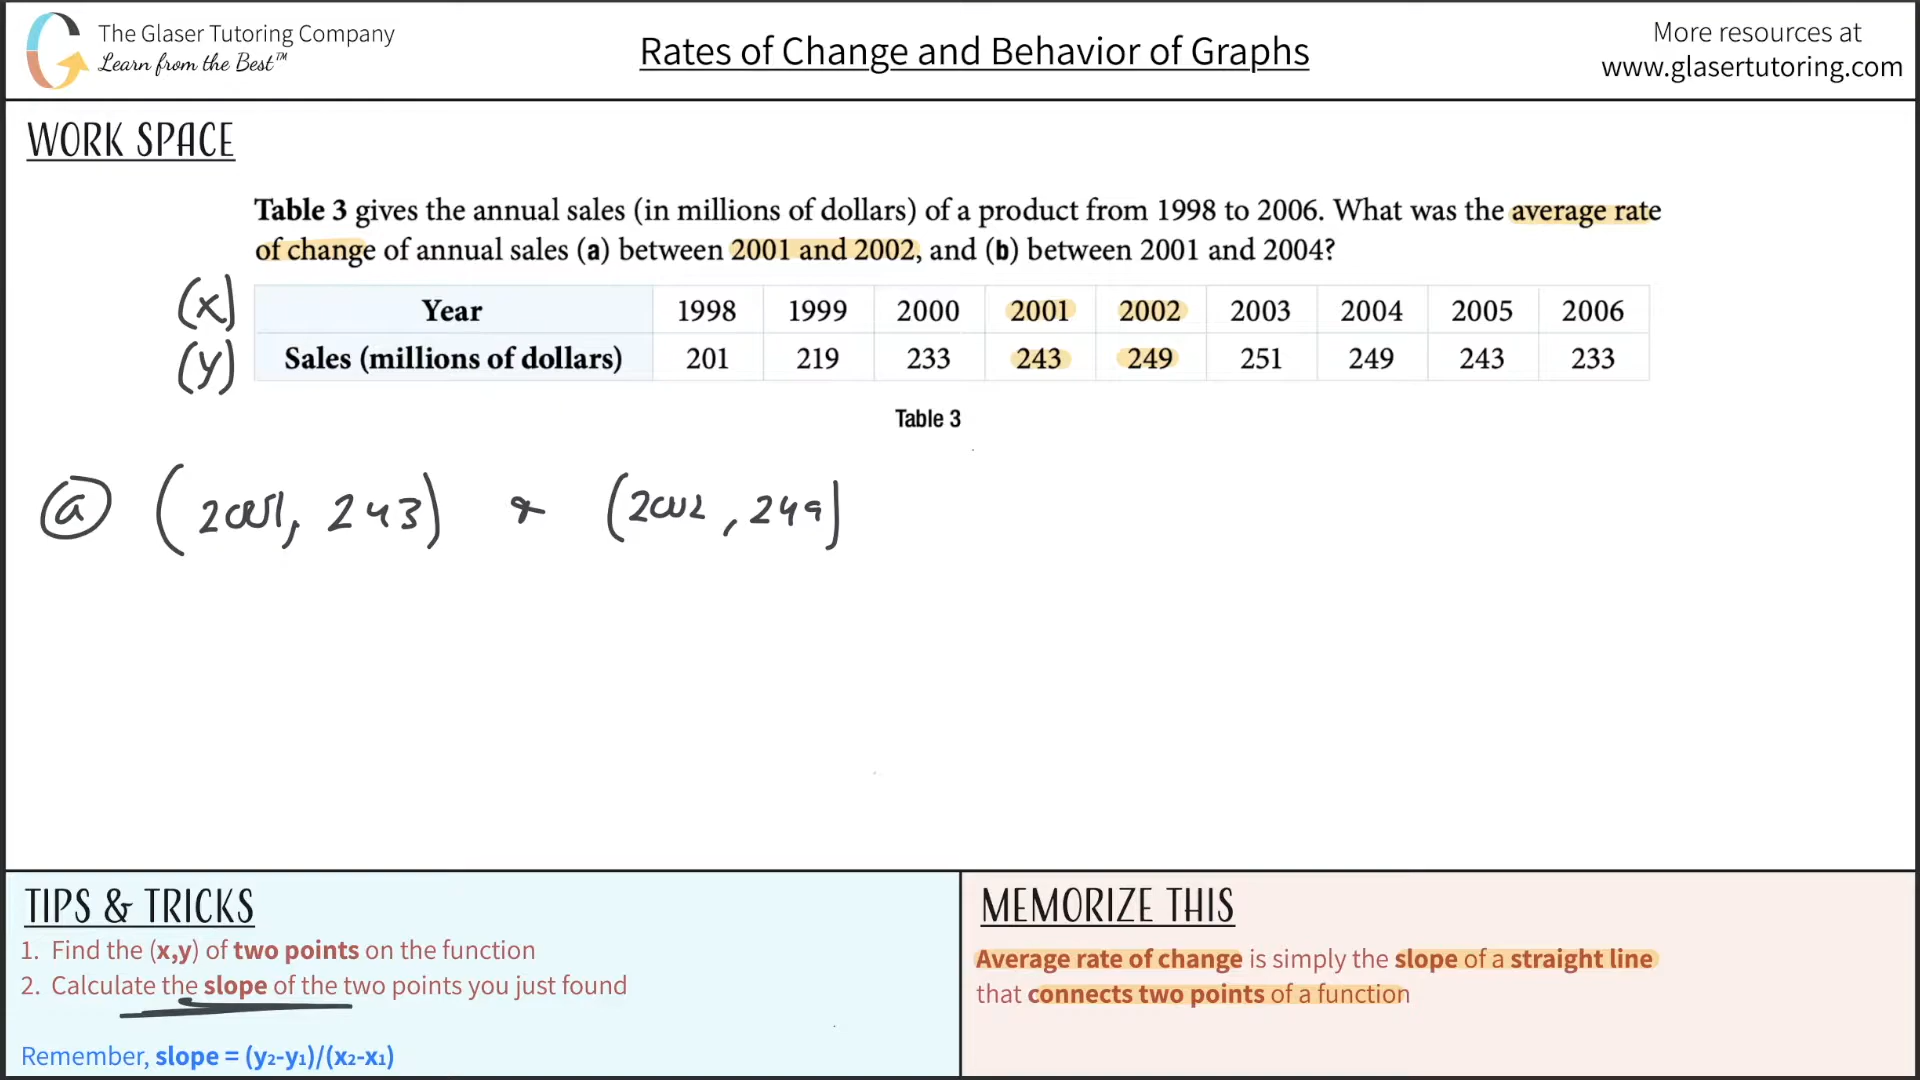 The Glaser Tutoring Company
Learn from the Best™
Rates of Change and Behavior of Graphs
More resources at
www.glasertutoring.com
WORK SPACE
Table 3 gives the annual sales (in millions of dollars) of a product from 1998 to 2006. What was the average rate
of change of annual sales (a) between 2001 and 2002, and (b) between 2001 and 2004?
(x) Year 1998 1999 2000 2001 2002 2003 2004 2005 2006
(y) Sales (millions of dollars) 201 219 233 243 249 251 249 243 233
Table 3
ⓐ (2001, 243) & (2002, 249)
TIPS & TRICKS
1. Find the (x,y) of two points on the function
2. Calculate the slope of the two points you just found
Remember, slope = (y₂-y₁)/(x₂-x₁)
MEMORIZE THIS
Average rate of change is simply the slope of a straight line
that connects two points of a function